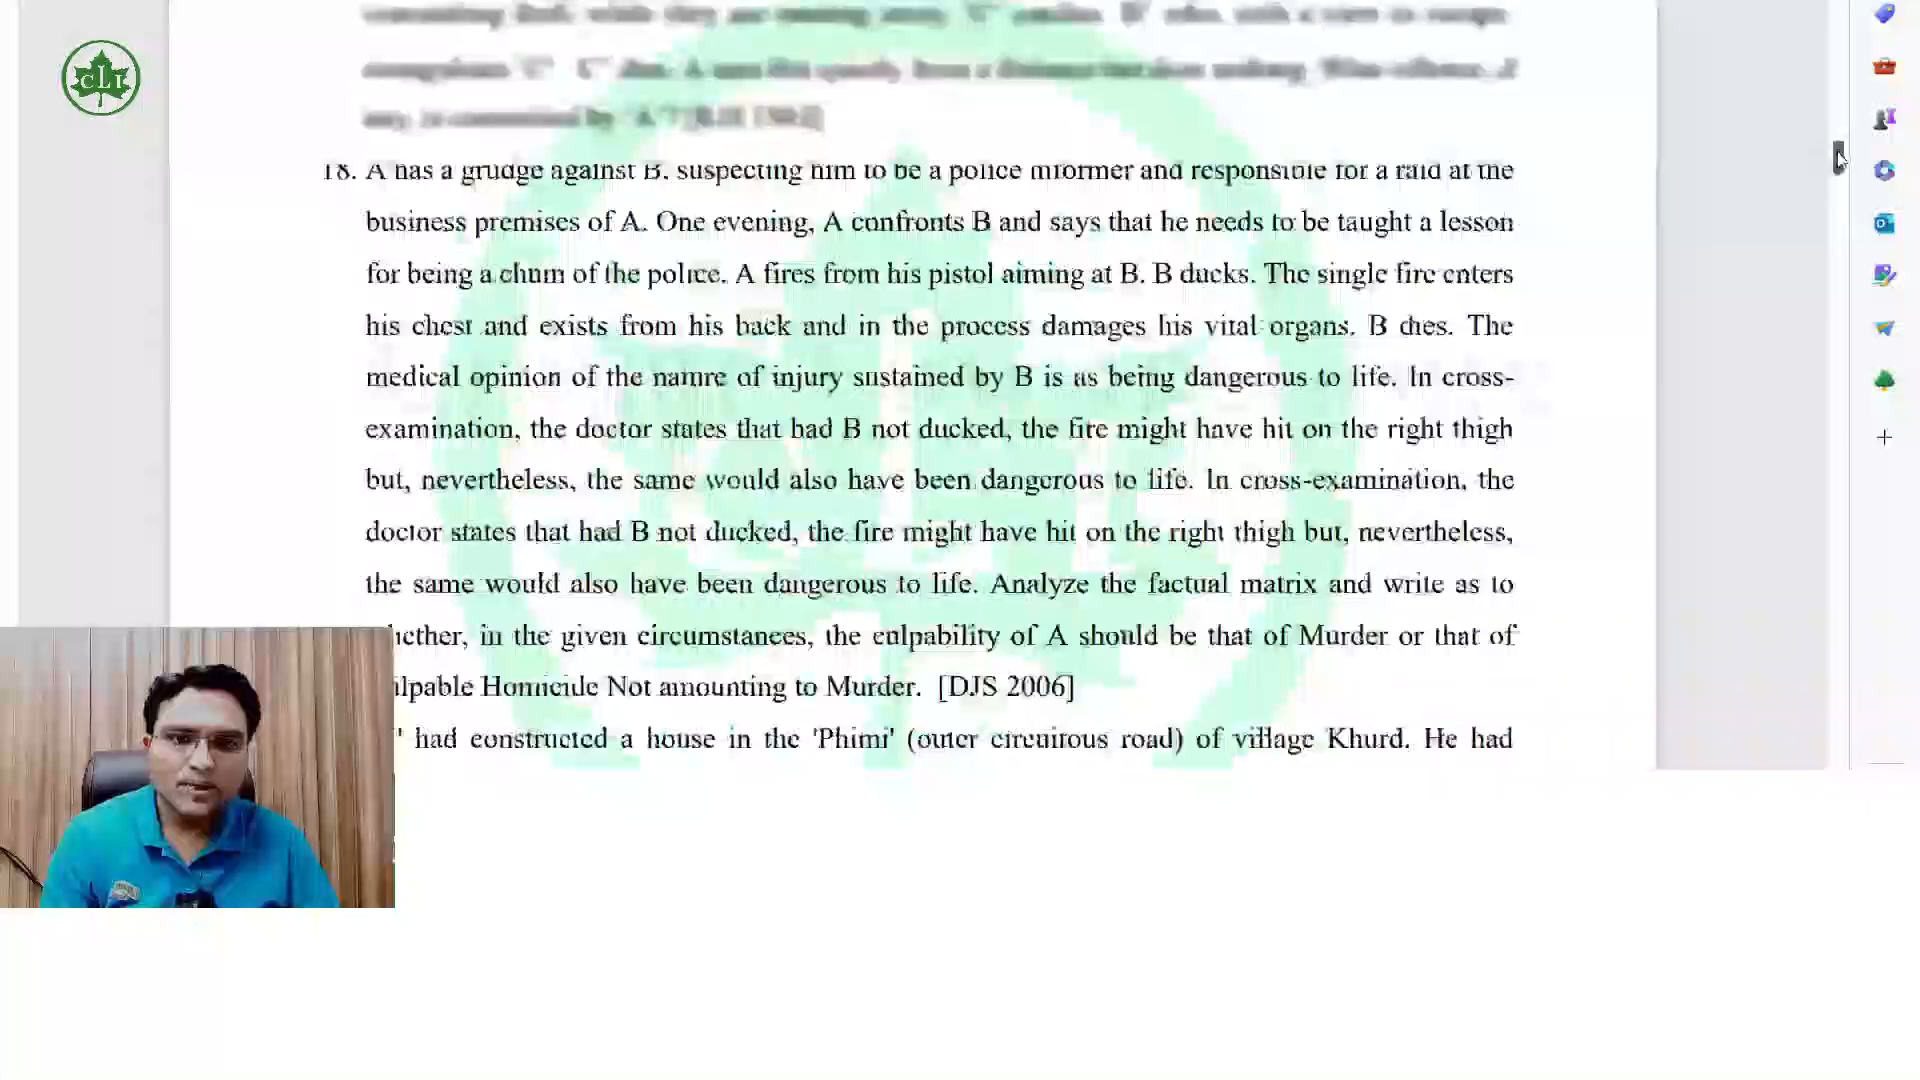 CLI
18. A has a grudge against B. suspecting him to be a police informer and responsible for a raid at the
business premises of A. One evening, A confronts B and says that he needs to be taught a lesson
for being a chum of the police. A fires from his pistol aiming at B. B ducks. The single fire enters
his chest and exists from his back and in the process damages his vital organs. B dies. The
medical opinion of the nature of injury sustained by B is as being dangerous to life. In cross-
examination, the doctor states that had B not ducked, the fire might have hit on the right thigh
but, nevertheless, the same would also have been dangerous to life. In cross-examination, the
doctor states that had B not ducked, the fire might have hit on the right thigh but, nevertheless,
the same would also have been dangerous to life. Analyze the factual matrix and write as to
hether, in the given circumstances, the culpability of A should be that of Murder or that of
lpable Homicide Not amounting to Murder. [DJS 2006]
' had constructed a house in the 'Phirni' (outer circuirous road) of village Khurd. He had